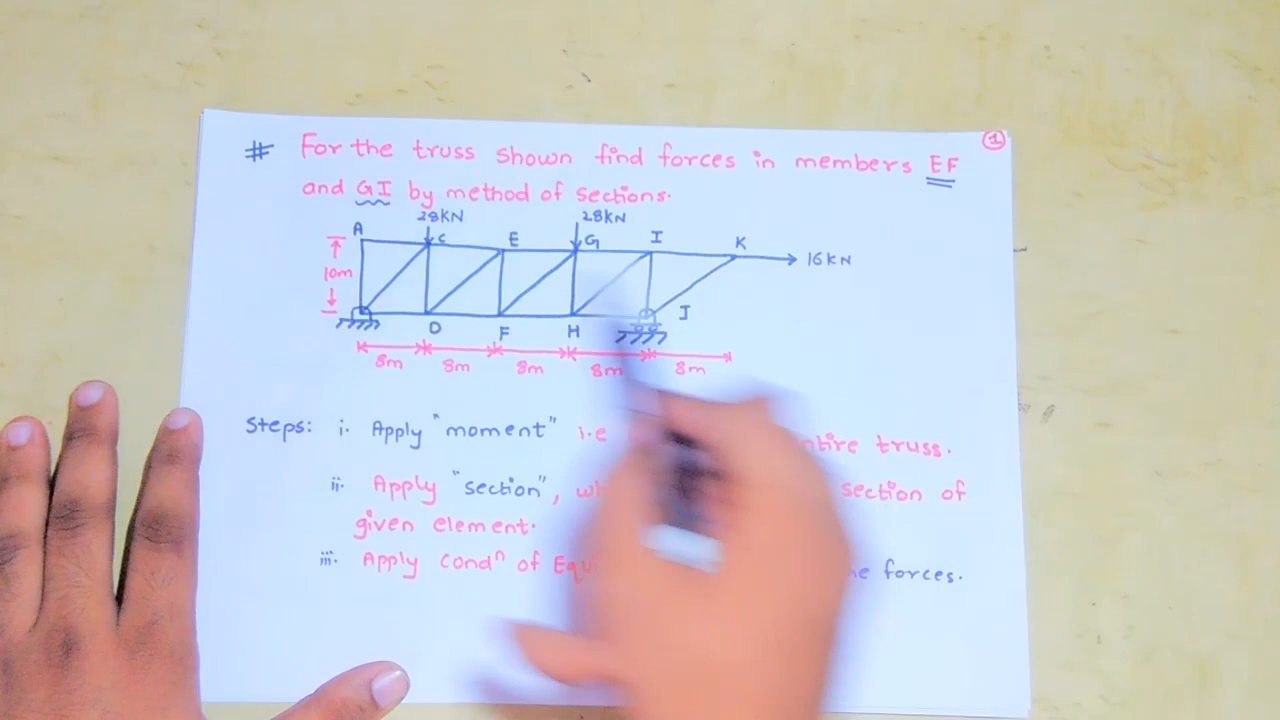 ①
# For the truss shown find forces in members EF
and GI by method of sections.
28KN 28KN
A C E G I K
16KN
10m
D F H J
8m 8m 8m 8m 8m
Steps: i. Apply "moment" i.e ntire truss.
ii. Apply "section", section of
given element.
iii. Apply condⁿ of forces.